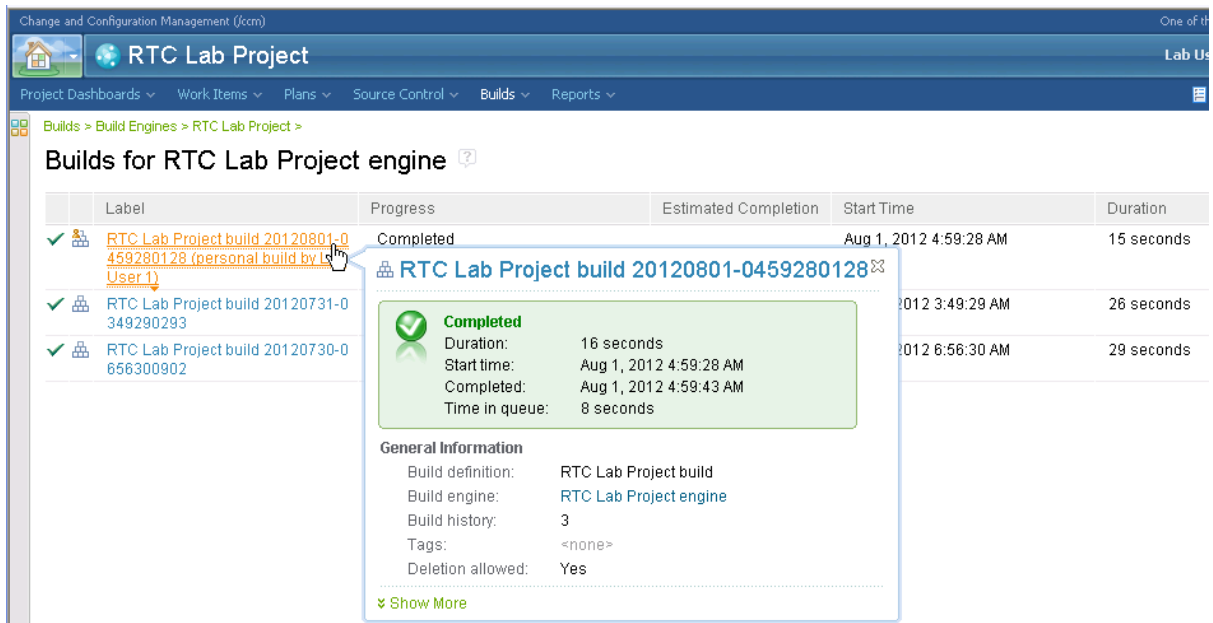 Change and Configuration Management (/ccm) One of th
RTC Lab Project Lab Us
Project Dashboards Work Items Plans Source Control Builds Reports
Builds > Build Engines > RTC Lab Project >
Builds for RTC Lab Project engine ?
Label Progress Estimated Completion Start Time Duration
RTC Lab Project build 20120801-0 Completed Aug 1, 2012 4:59:28 AM 15 seconds
459280128 (personal build by L
User 1)
RTC Lab Project build 20120731-0 2012 3:49:29 AM 26 seconds
349290293
RTC Lab Project build 20120730-0 2012 6:56:30 AM 29 seconds
656300902
RTC Lab Project build 20120801-0459280128
Completed
Duration: 16 seconds
Start time: Aug 1, 2012 4:59:28 AM
Completed: Aug 1, 2012 4:59:43 AM
Time in queue: 8 seconds
General Information
Build definition: RTC Lab Project build
Build engine: RTC Lab Project engine
Build history: 3
Tags: <none>
Deletion allowed: Yes
Show More